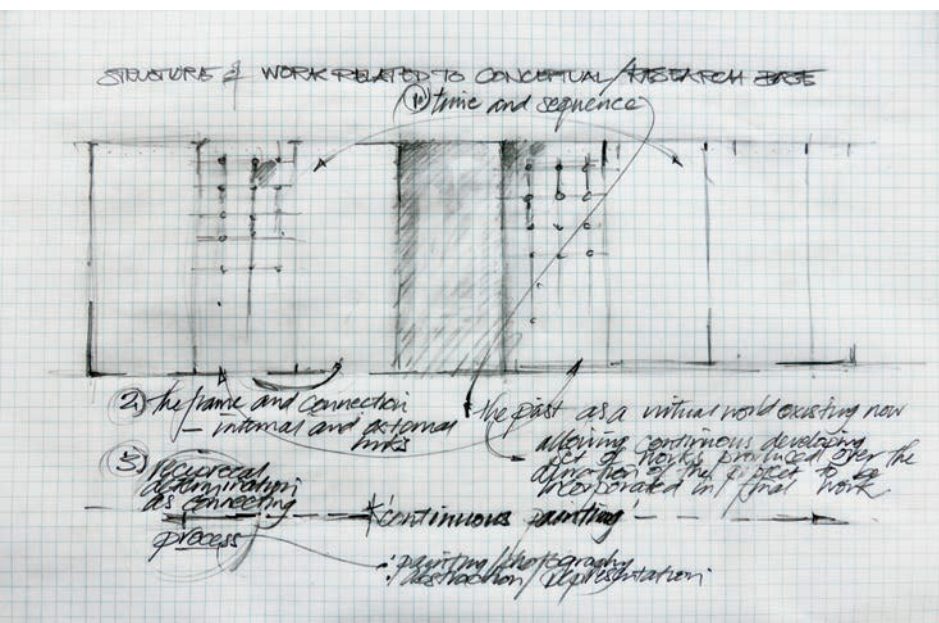 STRUCTURE & WORK RELATED TO CONCEPTUAL/RESEARCH BASE
1) time and sequence
2) the frame and connection
– internal and external
links
the past as a virtual world existing now
allowing continuous developing
set of works produced over the
duration of the project to be
incorporated in final work
3) reciprocal
determination
as connecting
process
*'continuous painting'
: painting/photography
: abstraction/representation